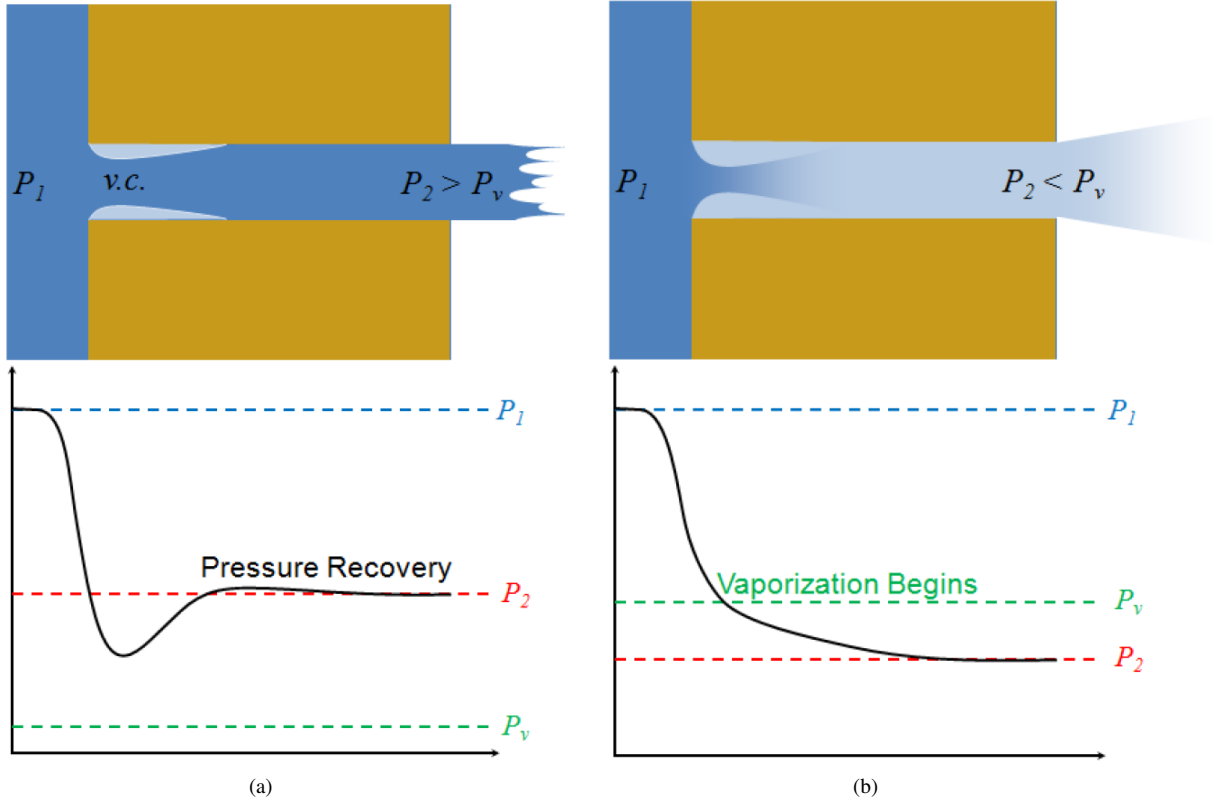 P1
v.c.
P2 > Pv
P1
P2 < Pv
P1
Pressure Recovery
P2
Pv
(a)
P1
Vaporization Begins
Pv
P2
(b)